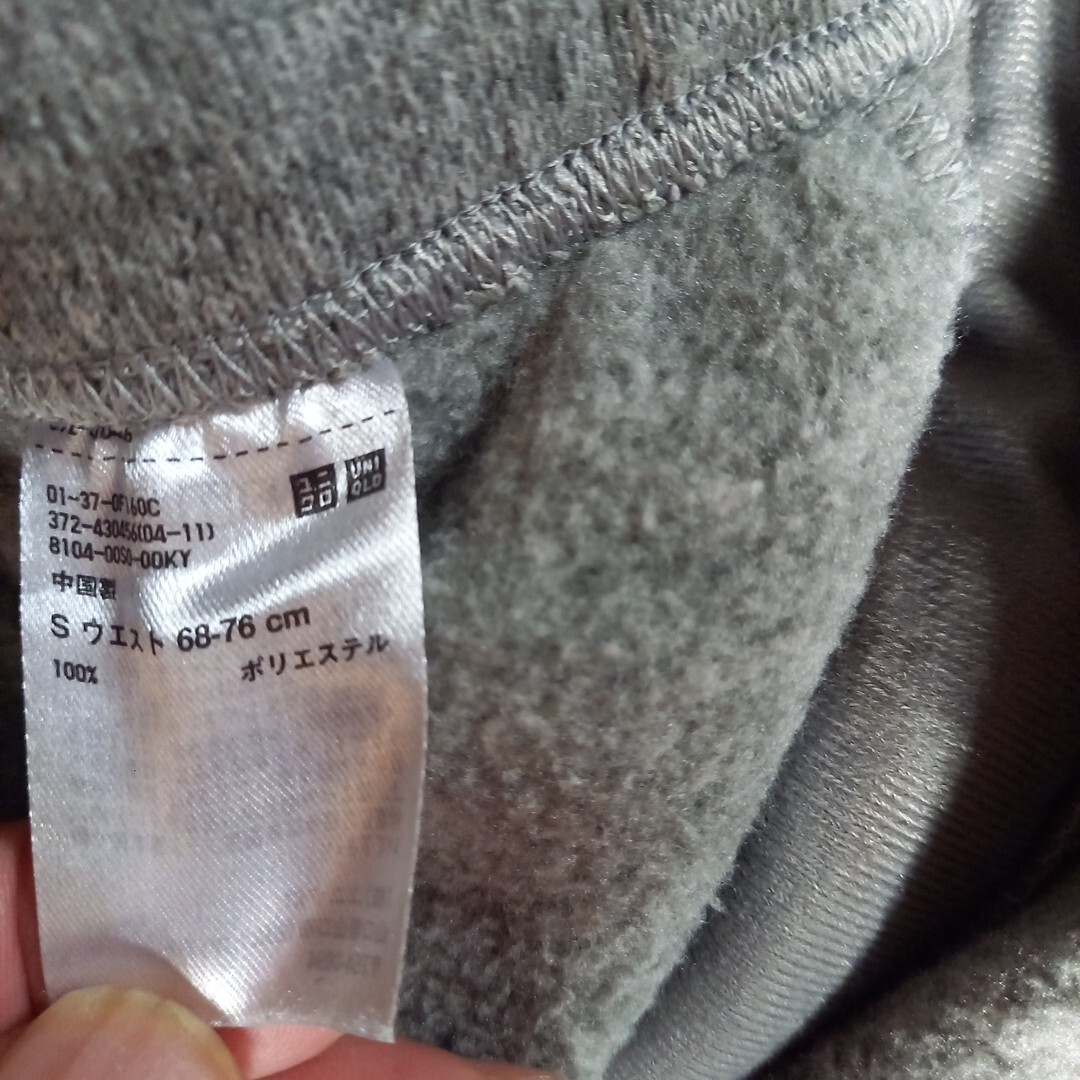 ユニクロ UNIQLO
01-37-0F160C
372-430456(04-11)
8104-00S0-00KY
中国製
S ウエスト 68-76 cm
100% ポリエステル